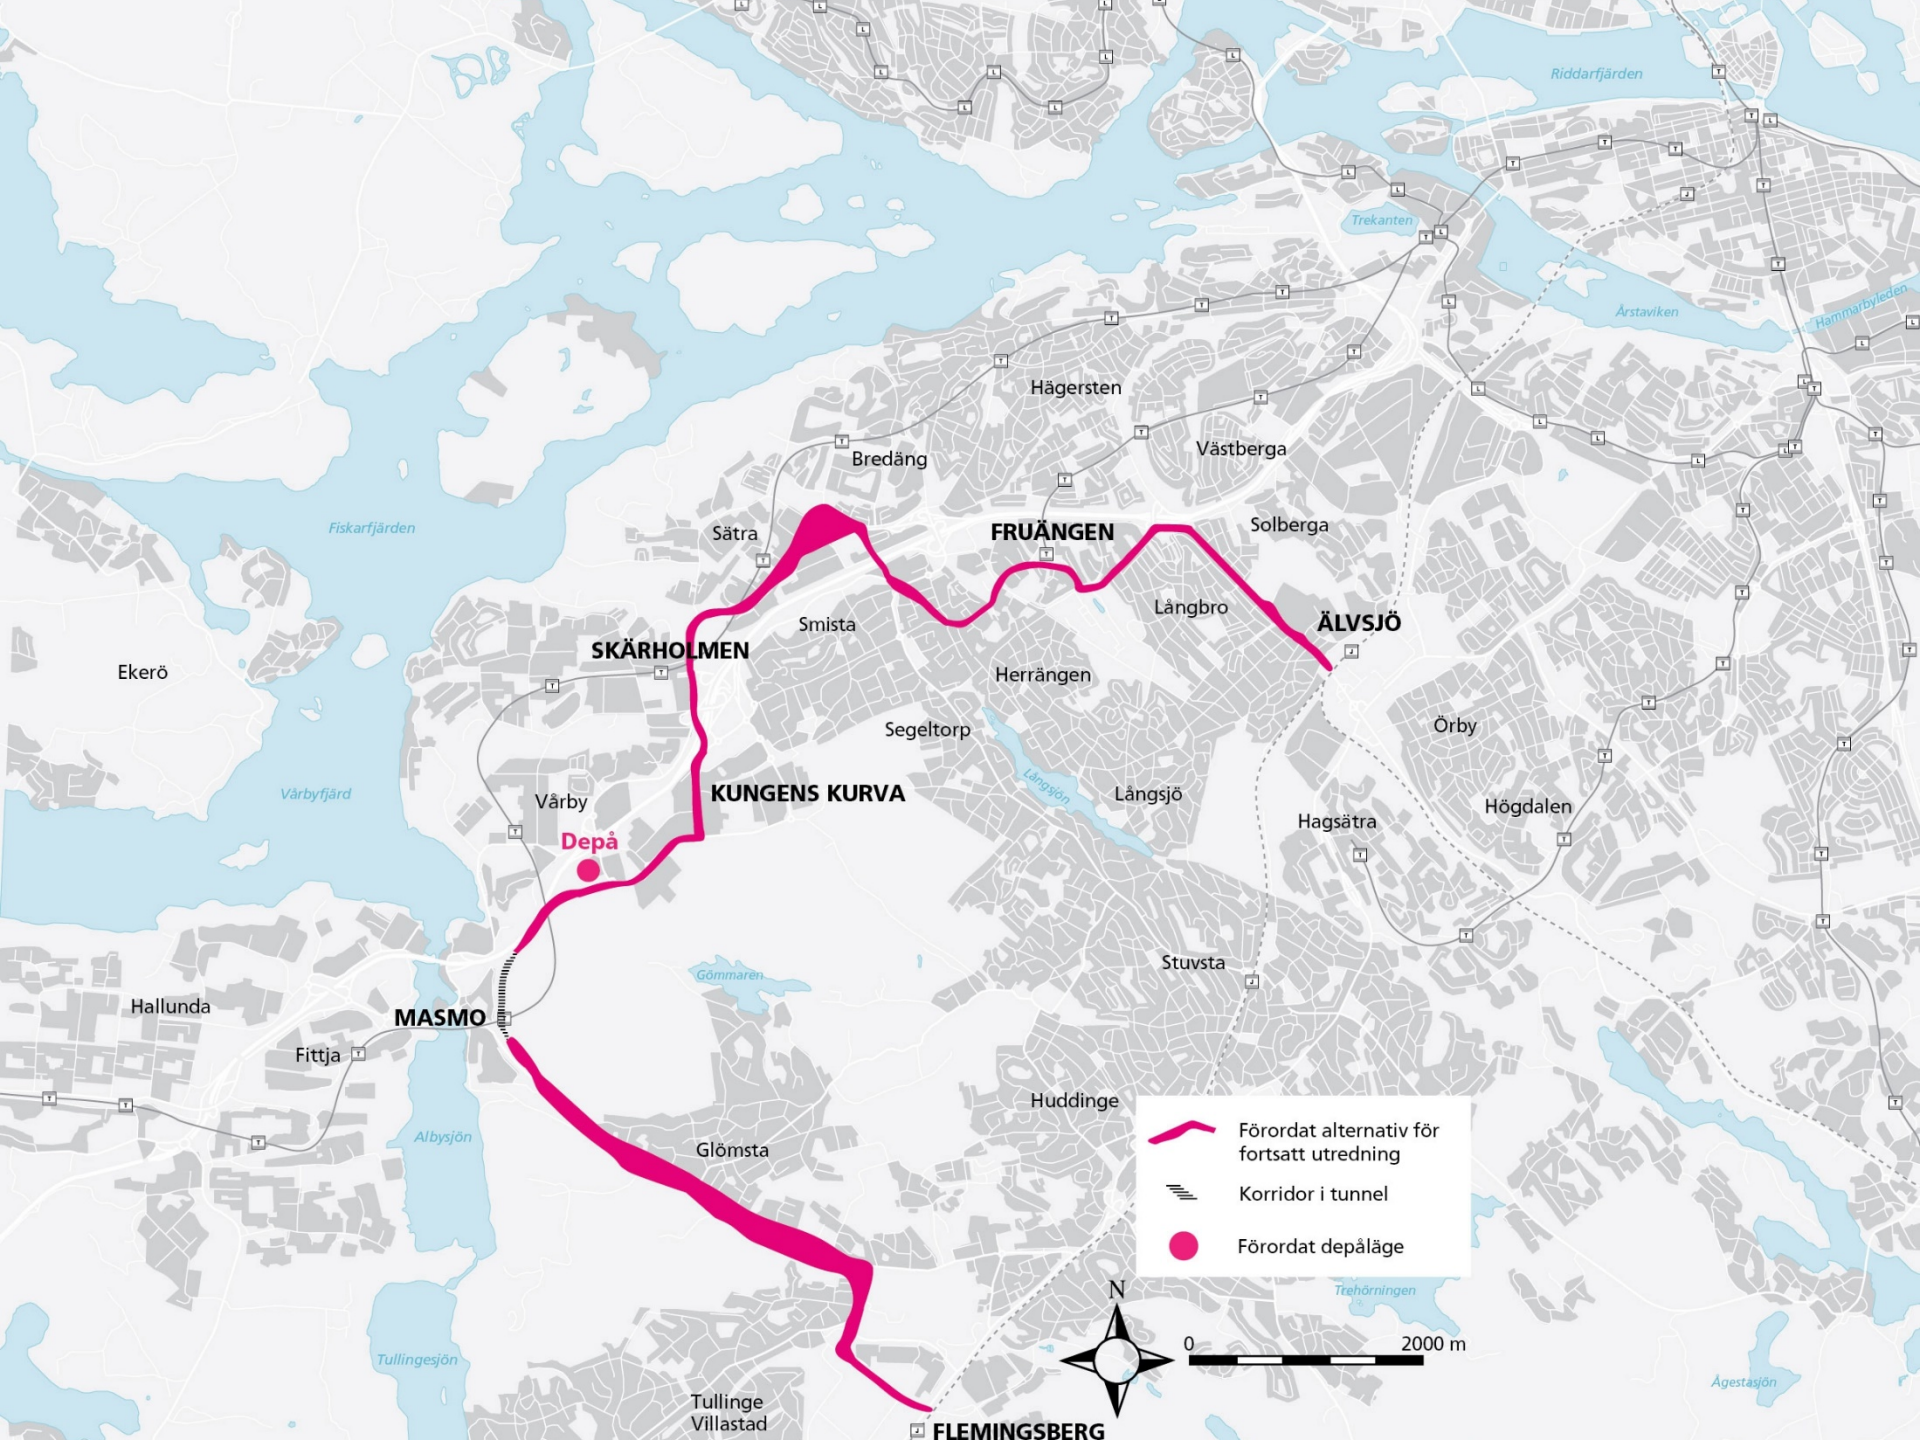 Riddarfjärden
Trekanten
Årstaviken
Hammarbyleden
Hägersten
Västberga
Bredäng
Fiskarfjärden
Sätra
FRUÄNGEN
Solberga
Långbro
ÄLVSJÖ
Smista
SKÄRHOLMEN
Ekerö
Herrängen
Segeltorp
Örby
Långsjön
Vårbyfjärd
Vårby
KUNGENS KURVA
Långsjö
Högdalen
Hagsätra
Depå
Stuvsta
Gömmaren
Hallunda
MASMO
Fittja
Huddinge
Albysjön
Glömsta
Förordat alternativ för
fortsatt utredning
Korridor i tunnel
Förordat depåläge
Trehörningen
N
0 2000 m
Tullingesjön
Ågestasjön
Tullinge
Villastad
FLEMINGSBERG